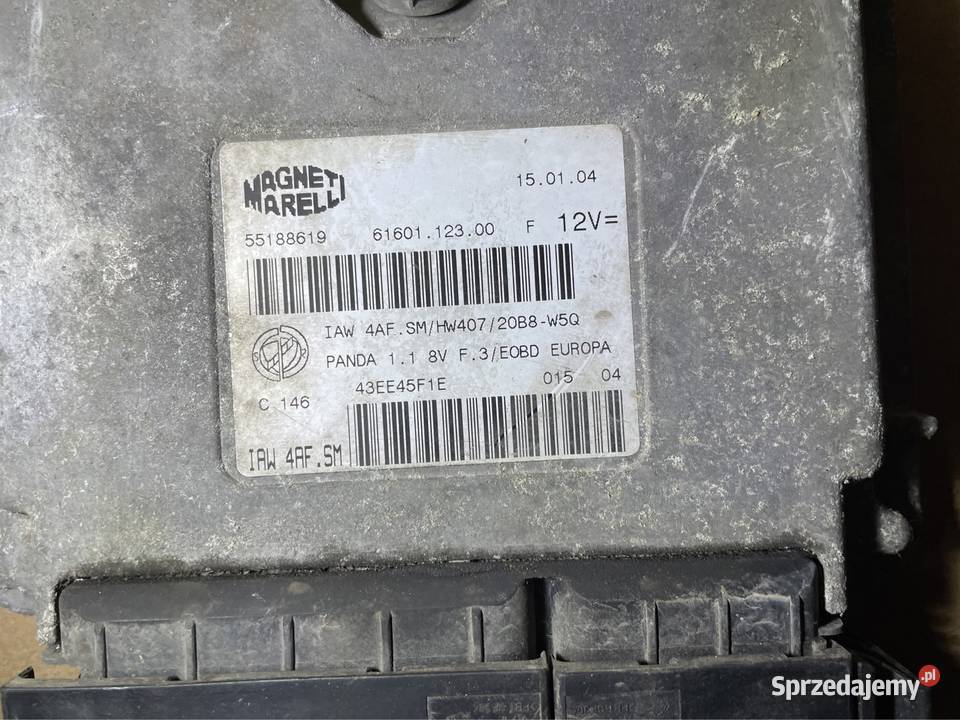 MAGNETI
MARELLI
15.01.04
55188619 61601.123.00 F 12V=
IAW 4AF.SM/HW407/20B8-W5Q
PANDA 1.1 8V F.3/EOBD EUROPA
43EE45F1E 015 04
C 146
IAW 4AF.SM
Sprzedajemy.pl